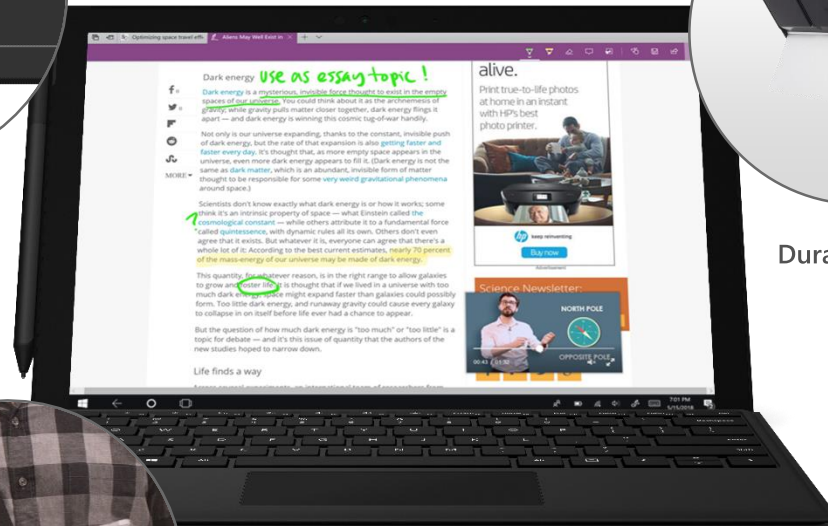 Optimizing space travel effi
Aliens May Well Exist in
Dark energy use as essay topic!
Dark energy is a mysterious, invisible force thought to exist in the empty
spaces of our universe. You could think about it as the archnemesis of
gravity; while gravity pulls matter closer together, dark energy flings it
apart — and dark energy is winning this cosmic tug-of-war handily.
Not only is our universe expanding, thanks to the constant, invisible push
of dark energy, but the rate of that expansion is also getting faster and
faster every day. It's thought that, as more empty space appears in the
universe, even more dark energy appears to fill it. (Dark energy is not the
same as dark matter, which is an abundant, invisible form of matter
thought to be responsible for some very weird gravitational phenomena
around space.)
MORE
Scientists don't know exactly what dark energy is or how it works; some
think it's an intrinsic property of space — what Einstein called the
cosmological constant — while others attribute it to a fundamental force
called quintessence, with dynamic rules all its own. Others don't even
agree that it exists. But whatever it is, everyone can agree that there's a
whole lot of it: According to the best current estimates, nearly 70 percent
of the mass-energy of our universe may be made of dark energy.
This quantity, for whatever reason, is in the right range to allow galaxies
to grow and foster life. It is thought that if we lived in a universe with too
much dark energy, space might expand faster than galaxies could possibly
form. Too little dark energy, and runaway gravity could cause every galaxy
to collapse in on itself before life ever had a chance to appear.
But the question of how much dark energy is "too much" or "too little" is a
topic for debate — and it's this issue of quantity that the authors of the
new studies hoped to narrow down.
Life finds a way
alive.
Print true-to-life photos
at home in an instant
with HP's best
photo printer.
hp keep reinventing
Buy now
Advertisement
Science Newsletter:
NORTH POLE
OPPOSITE POLE
00:43 / 01:32
7:01 PM
5/15/2018
Dura